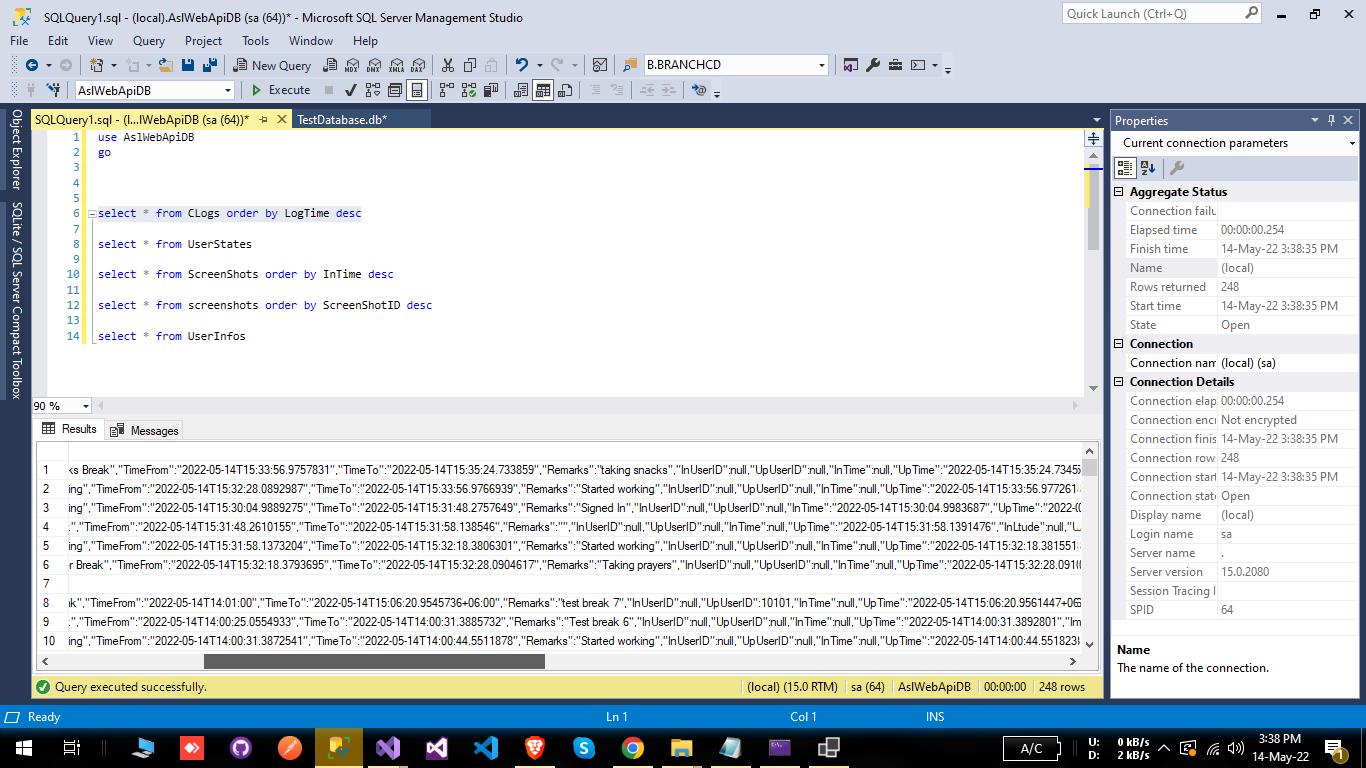 SQLQuery1.sql - (local).AslWebApiDB (sa (64))* - Microsoft SQL Server Management Studio
Quick Launch (Ctrl+Q)
File Edit View Query Project Tools Window Help
New Query MDX DMX XMLA DAX B.BRANCHCD
AslWebApiDB Execute
Object Explorer
SQLite / SQL Server Compact Toolbox
SQLQuery1.sql - (l...lWebApiDB (sa (64))* TestDatabase.db*
1 use AslWebApiDB
2 go
3
4
5
6 select * from CLogs order by LogTime desc
7
8 select * from UserStates
9
10 select * from ScreenShots order by InTime desc
11
12 select * from screenshots order by ScreenShotID desc
13
14 select * from UserInfos
90 %
Results Messages
1 ks Break","TimeFrom":"2022-05-14T15:33:56.9757831","TimeTo":"2022-05-14T15:35:24.733859","Remarks":"taking snacks","InUserID":null,"UpUserID":null,"InTime":null,"UpTime":"2022-05-14T15:35:24.7345
2 ing","TimeFrom":"2022-05-14T15:32:28.0892987","TimeTo":"2022-05-14T15:33:56.9766939","Remarks":"Started working","InUserID":null,"UpUserID":null,"InTime":null,"UpTime":"2022-05-14T15:33:56.977261
3 ing","TimeFrom":"2022-05-14T15:30:04.9889275","TimeTo":"2022-05-14T15:31:48.2757649","Remarks":"Signed In","InUserID":null,"UpUserID":null,"InTime":"2022-05-14T15:30:04.9983687","UpTime":"2022-0
4 :","TimeFrom":"2022-05-14T15:31:48.2610155","TimeTo":"2022-05-14T15:31:58.138546","Remarks":"","InUserID":null,"UpUserID":null,"InTime":null,"UpTime":"2022-05-14T15:31:58.1391476","InLtude":null,"
5 ing","TimeFrom":"2022-05-14T15:31:58.1373204","TimeTo":"2022-05-14T15:32:18.3806301","Remarks":"Started working","InUserID":null,"UpUserID":null,"InTime":null,"UpTime":"2022-05-14T15:32:18.381551
6 r Break","TimeFrom":"2022-05-14T15:32:18.3793695","TimeTo":"2022-05-14T15:32:28.0904617","Remarks":"Taking prayers","InUserID":null,"UpUserID":null,"InTime":null,"UpTime":"2022-05-14T15:32:28.091
7
8 ak","TimeFrom":"2022-05-14T14:01:00","TimeTo":"2022-05-14T15:06:20.9545736+06:00","Remarks":"test break 7","InUserID":null,"UpUserID":10101,"InTime":null,"UpTime":"2022-05-14T15:06:20.9561447+06
9 :","TimeFrom":"2022-05-14T14:00:25.0554933","TimeTo":"2022-05-14T14:00:31.3885732","Remarks":"Test break 6","InUserID":null,"UpUserID":null,"InTime":null,"UpTime":"2022-05-14T14:00:31.3892801","In
10 ing","TimeFrom":"2022-05-14T14:00:31.3872541","TimeTo":"2022-05-14T14:00:44.5511878","Remarks":"Started working","InUserID":null,"UpUserID":null,"InTime":null,"UpTime":"2022-05-14T14:00:44.551823
Query executed successfully. (local) (15.0 RTM) sa (64) AslWebApiDB 00:00:00 248 rows
Properties
Current connection parameters
Aggregate Status
Connection failu
Elapsed time 00:00:00.254
Finish time 14-May-22 3:38:35 PM
Name (local)
Rows returned 248
Start time 14-May-22 3:38:35 PM
State Open
Connection
Connection nam (local) (sa)
Connection Details
Connection elap 00:00:00.254
Connection encr Not encrypted
Connection finis 14-May-22 3:38:35 PM
Connection row 248
Connection start 14-May-22 3:38:35 PM
Connection state Open
Display name (local)
Login name sa
Server name .
Server version 15.0.2080
Session Tracing I
SPID 64
Name
The name of the connection.
Ready Ln 1 Col 1 INS
A/C
U: 0 kB/s
D: 2 kB/s
3:38 PM
14-May-22
1